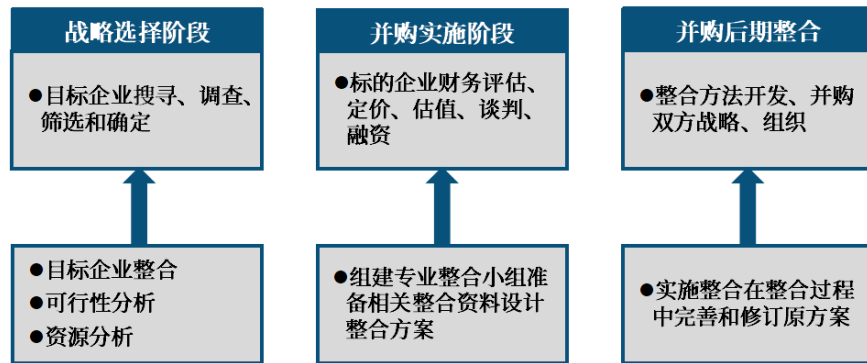 战略选择阶段
●目标企业搜寻、调查、
筛选和确定
●目标企业整合
●可行性分析
●资源分析
并购实施阶段
●标的企业财务评估、
定价、估值、谈判、
融资
●组建专业整合小组准
备相关整合资料设计
整合方案
并购后期整合
●整合方法开发、并购
双方战略、组织
●实施整合在整合过程
中完善和修订原方案